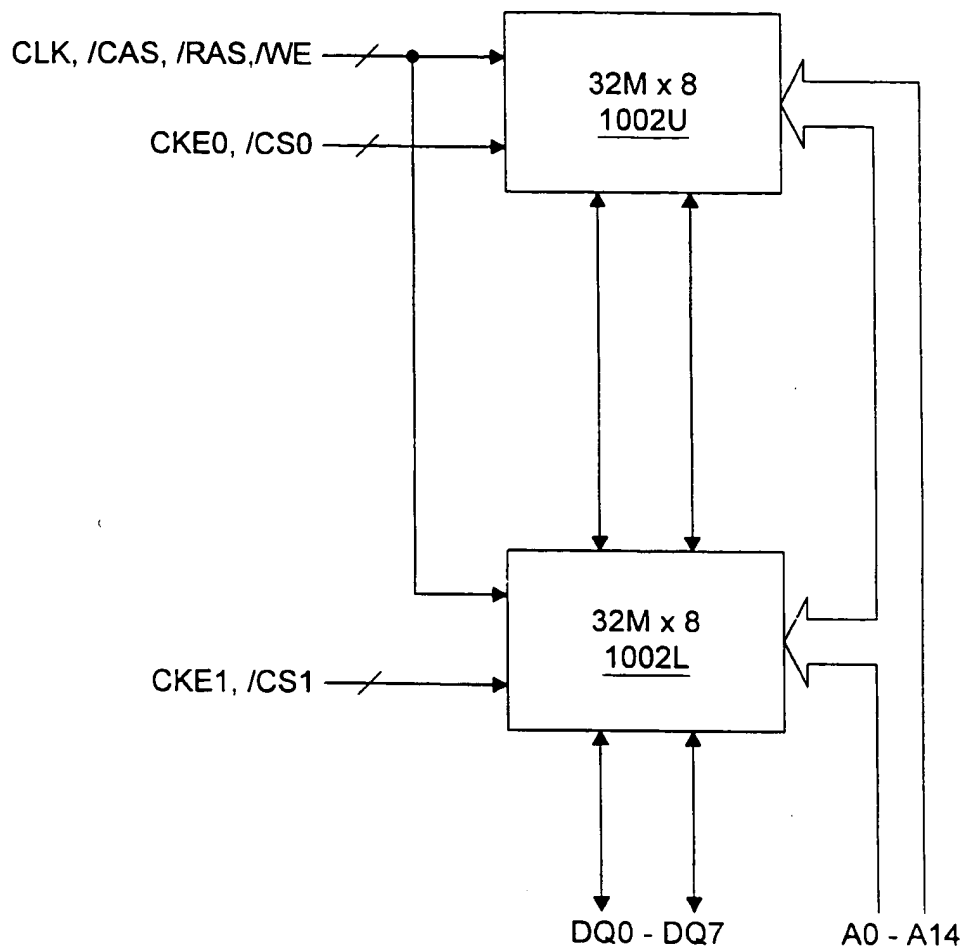 CLK, /CAS, /RAS,/WE
32M x 8
1002U
CKE0, /CS0
32M x 8
1002L
CKE1, /CS1
DQ0 - DQ7
A0 - A14